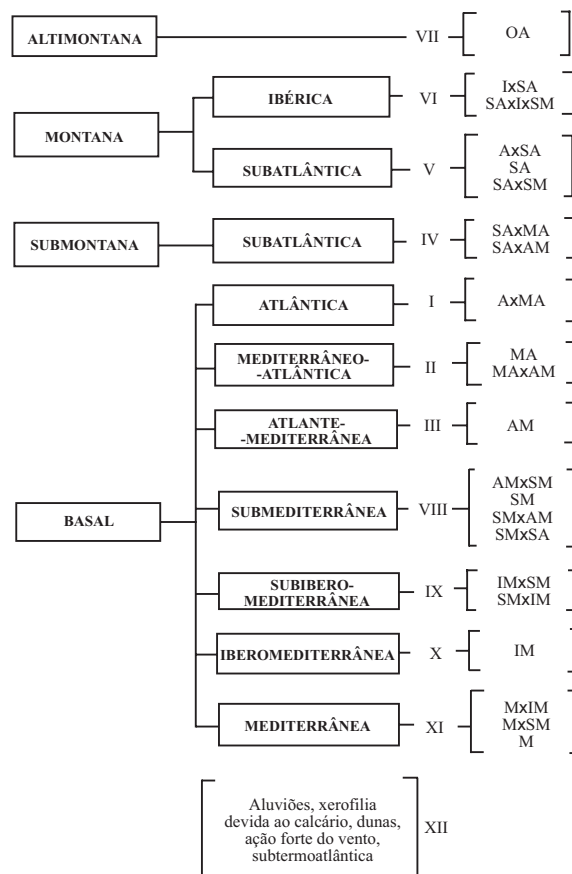 ALTIMONTANA
VII
OA
MONTANA
IBÉRICA
VI
IxSA
SAxIxSM
SUBATLÂNTICA
V
AxSA
SA
SAxSM
SUBMONTANA
SUBATLÂNTICA
IV
SAxMA
SAxAM
BASAL
ATLÂNTICA
I
AxMA
MEDITERRÂNEO-
-ATLÂNTICA
II
MA
MAxAM
ATLANTE-
-MEDITERRÂNEA
III
AM
SUBMEDITERRÂNEA
VIII
AMxSM
SM
SMxAM
SMxSA
SUBIBERO-
MEDITERRÂNEA
IX
IMxSM
SMxIM
IBEROMEDITERRÂNEA
X
IM
MEDITERRÂNEA
XI
MxIM
MxSM
M
Aluviões, xerofilia
devida ao calcário, dunas,
ação forte do vento,
subtermoatlântica
XII